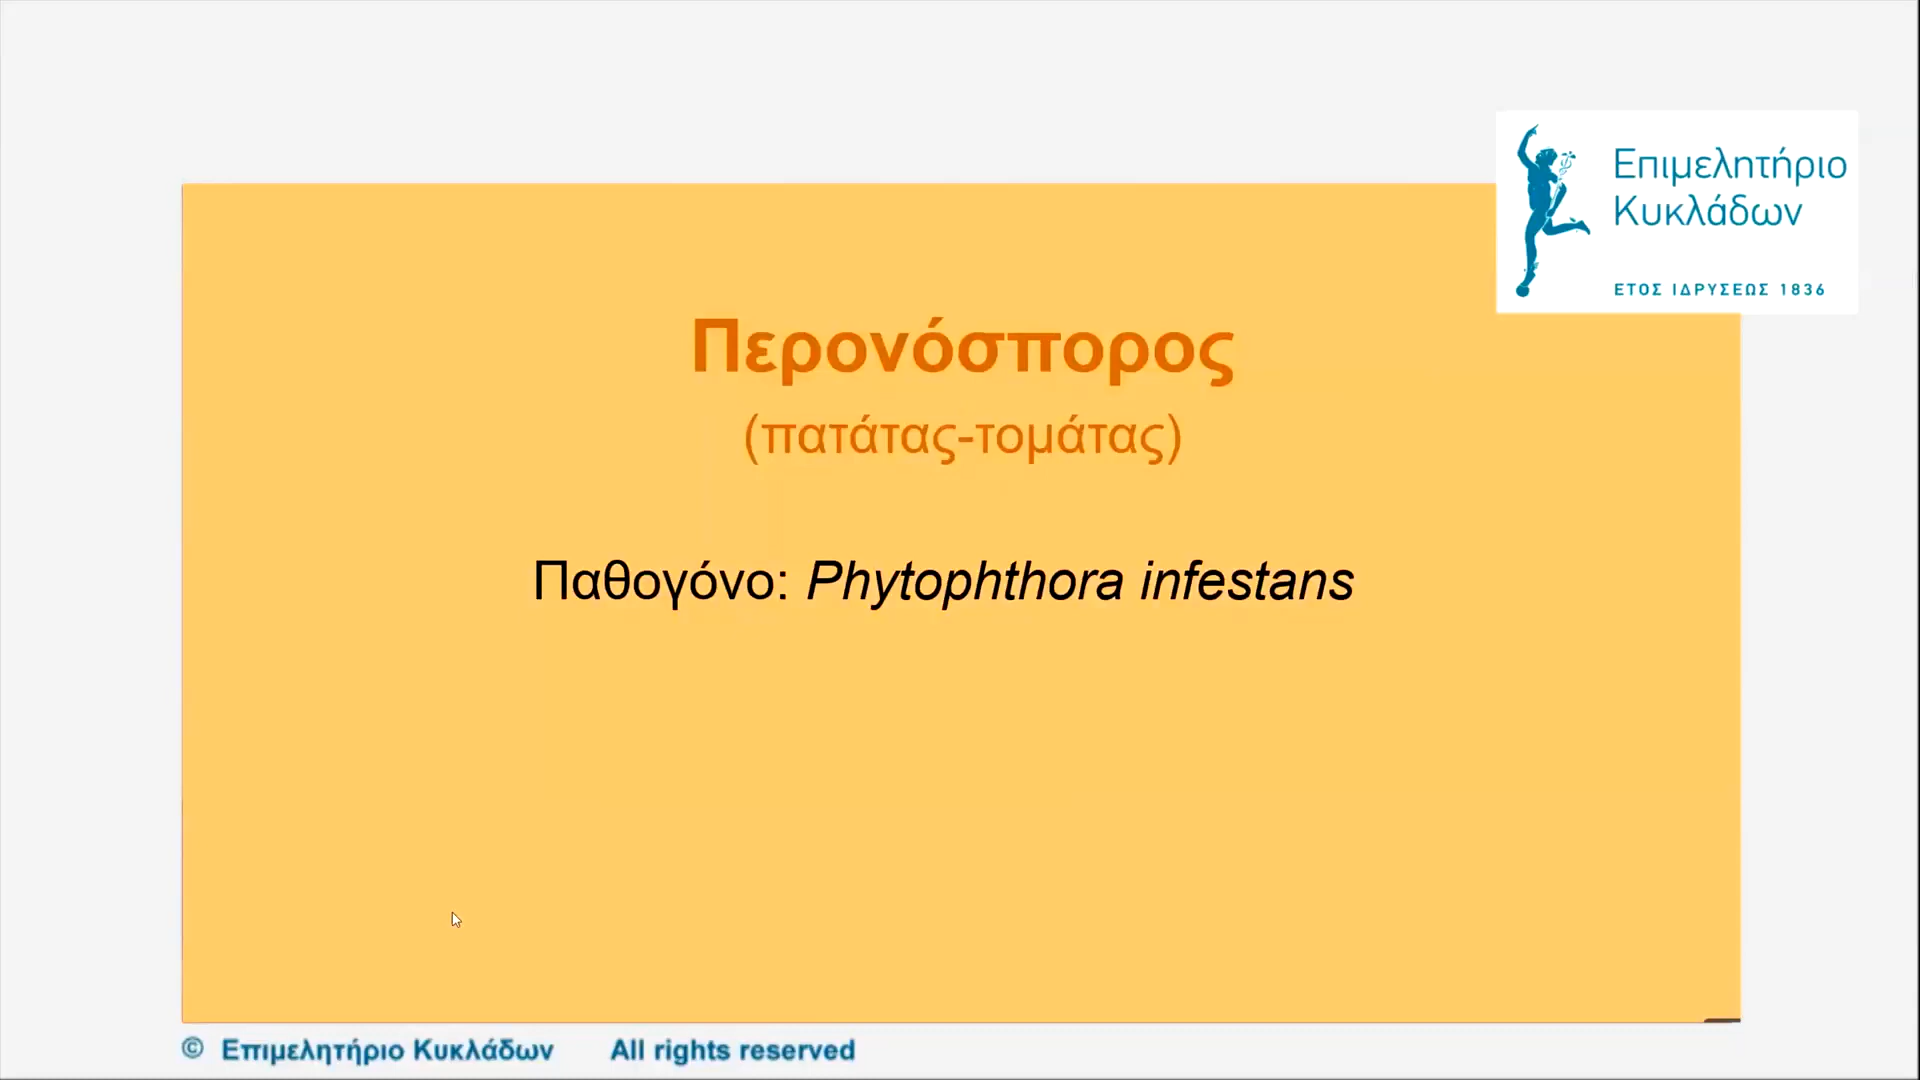 Επιμελητήριο
Κυκλάδων
ΕΤΟΣ ΙΔΡΥΣΕΩΣ 1836
Περονόσπορος
(πατάτας-τομάτας)
Παθογόνο: Phytophthora infestans
© Επιμελητήριο Κυκλάδων All rights reserved